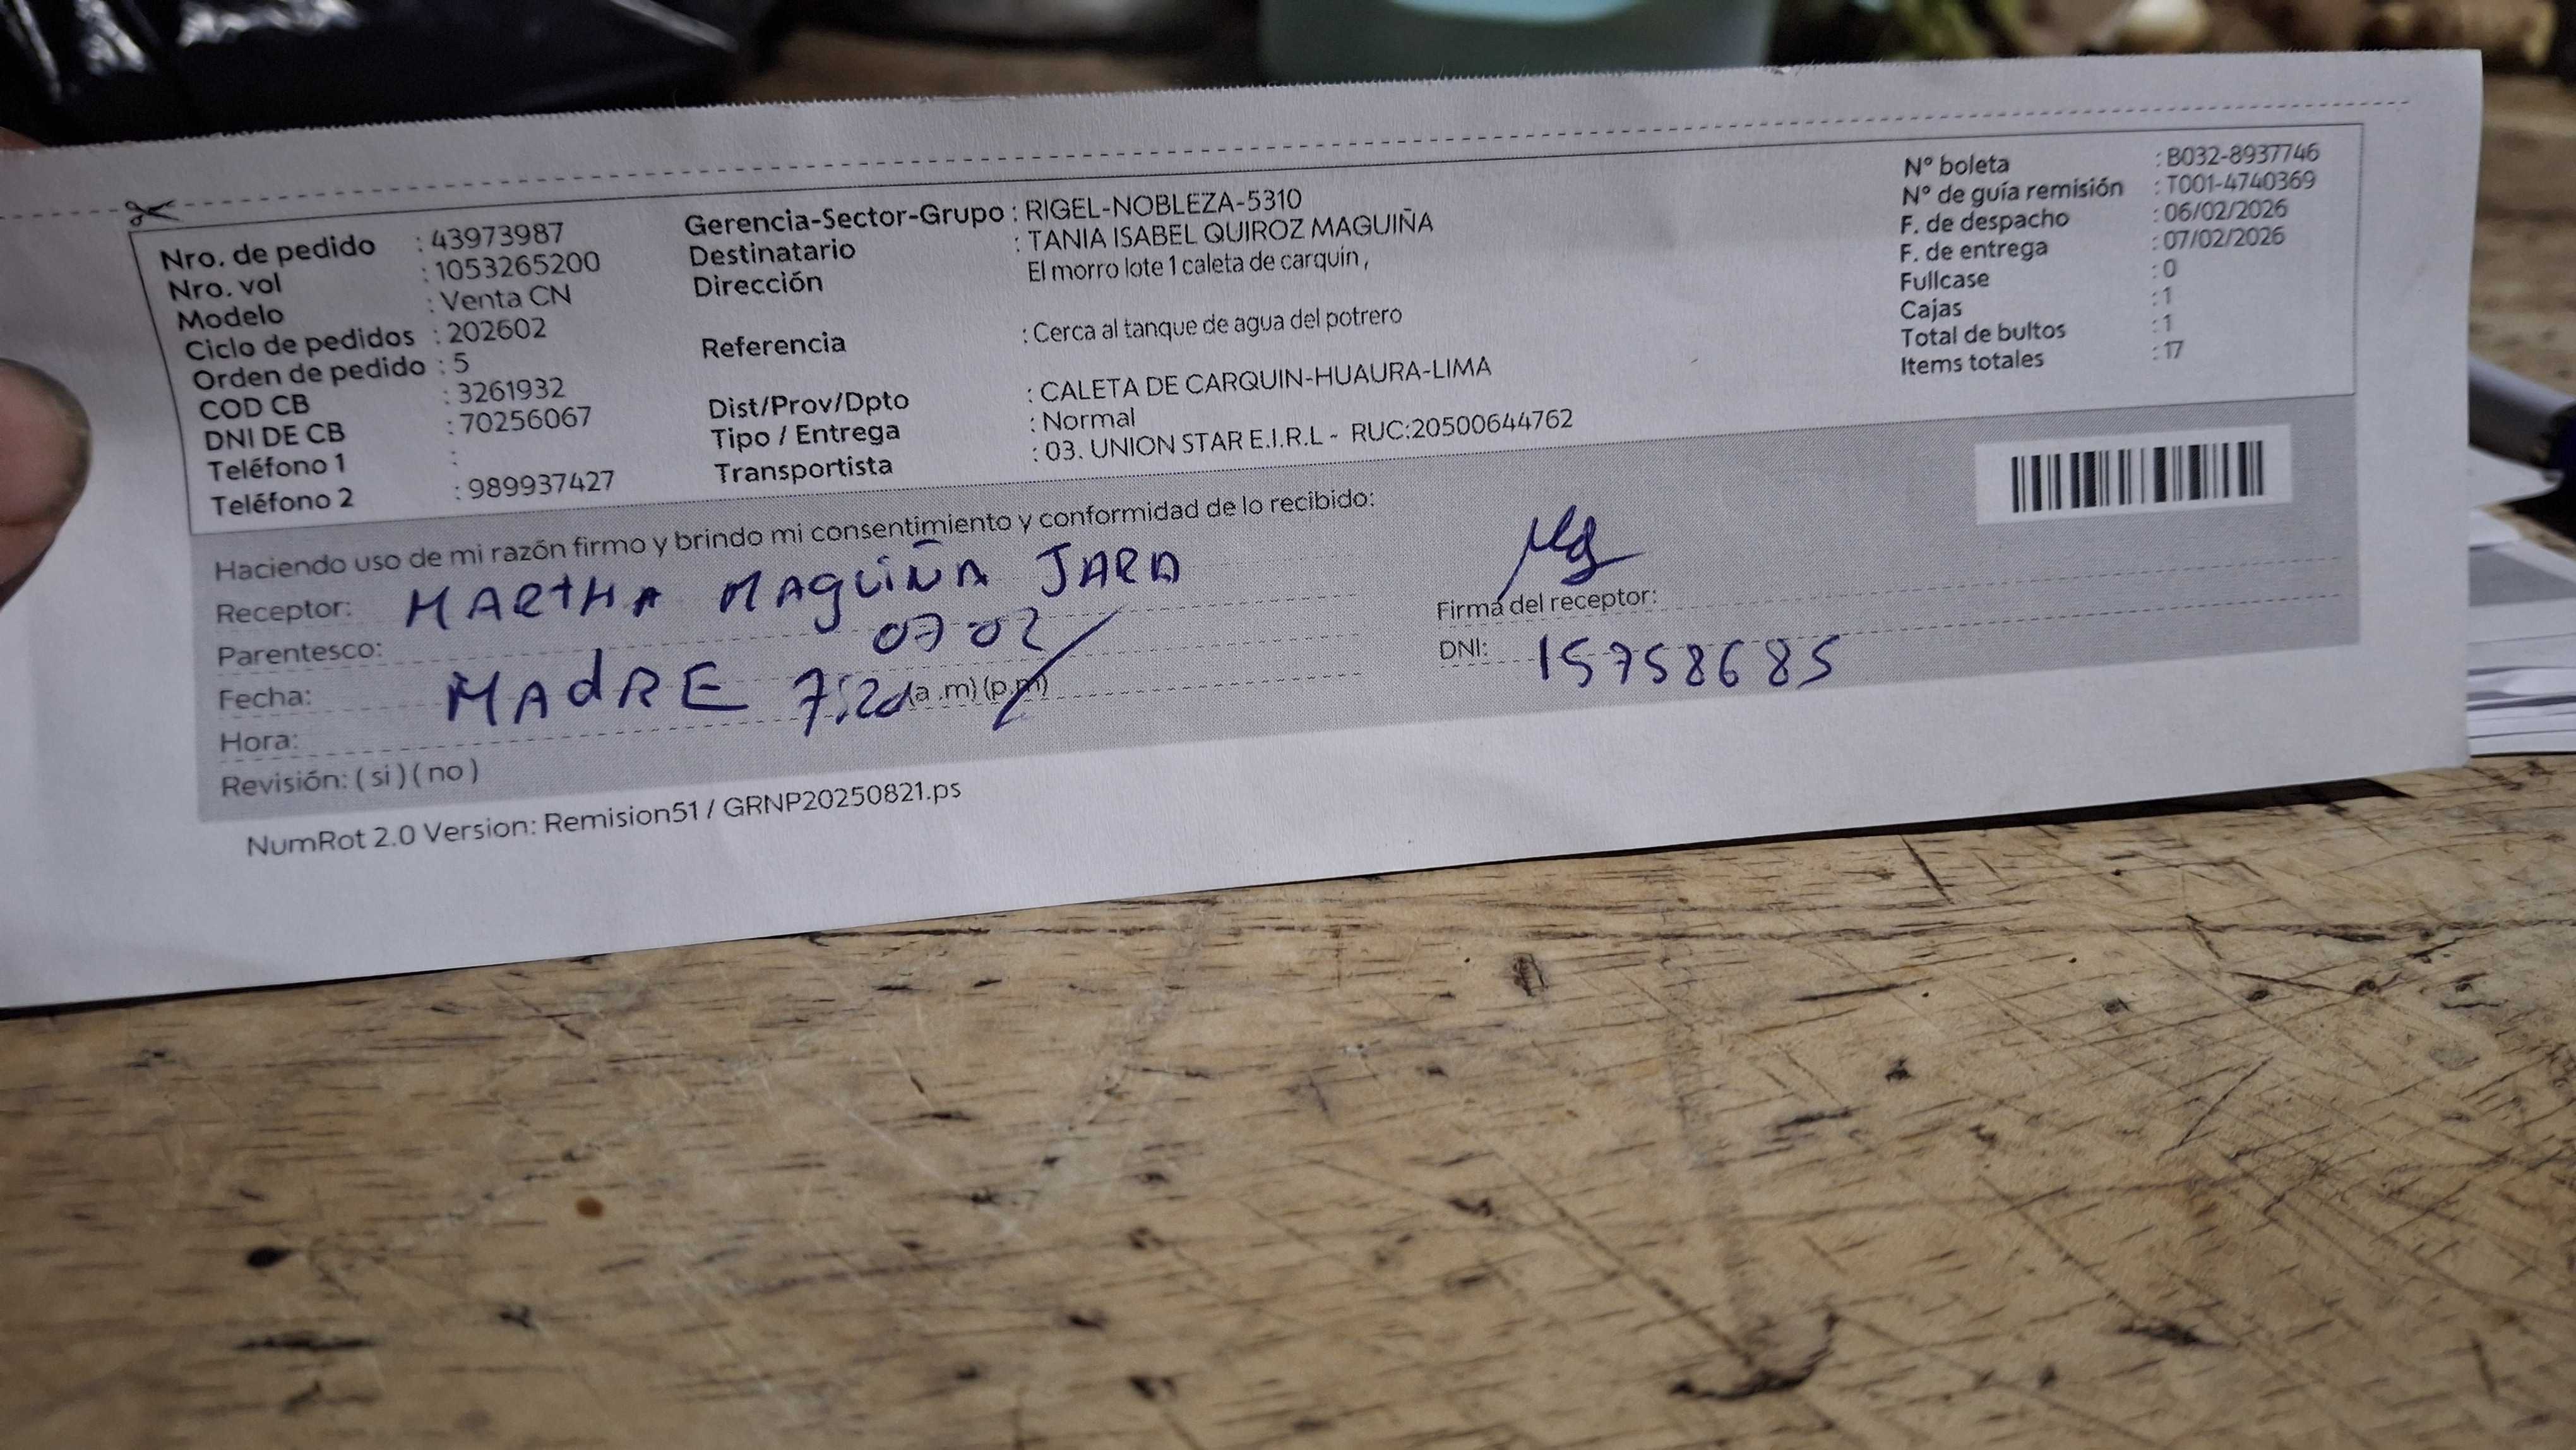 Nro. de pedido : 43973987
Nro. vol : 1053265200
Modelo : Venta CN
Ciclo de pedidos : 202602
Orden de pedido : 5
COD CB : 3261932
DNI DE CB : 70256067
Teléfono 1 :
Teléfono 2 : 989937427
Gerencia-Sector-Grupo : RIGEL-NOBLEZA-5310
Destinatario : TANIA ISABEL QUIROZ MAGUIÑA
Dirección El morro lote 1 caleta de carquin ,
Referencia : Cerca al tanque de agua del potrero
Dist/Prov/Dpto : CALETA DE CARQUIN-HUAURA-LIMA
Tipo / Entrega : Normal
Transportista : 03. UNION STAR E.I.R.L - RUC:20500644762
N° boleta : B032-8937746
N° de guía remisión : T001-4740369
F. de despacho : 06/02/2026
F. de entrega : 07/02/2026
Fullcase : 0
Cajas : 1
Total de bultos : 1
Items totales : 17
Haciendo uso de mi razón firmo y brindo mi consentimiento y conformidad de lo recibido:
Receptor: MARtHA MAguiÑA JARA
Parentesco: 07 02
Fecha: MAdRE
Hora: (a .m) (p.m)
Revisión: ( si ) ( no )
Firma del receptor:
DNI: 15758685
NumRot 2.0 Version: Remision51 / GRNP20250821.ps